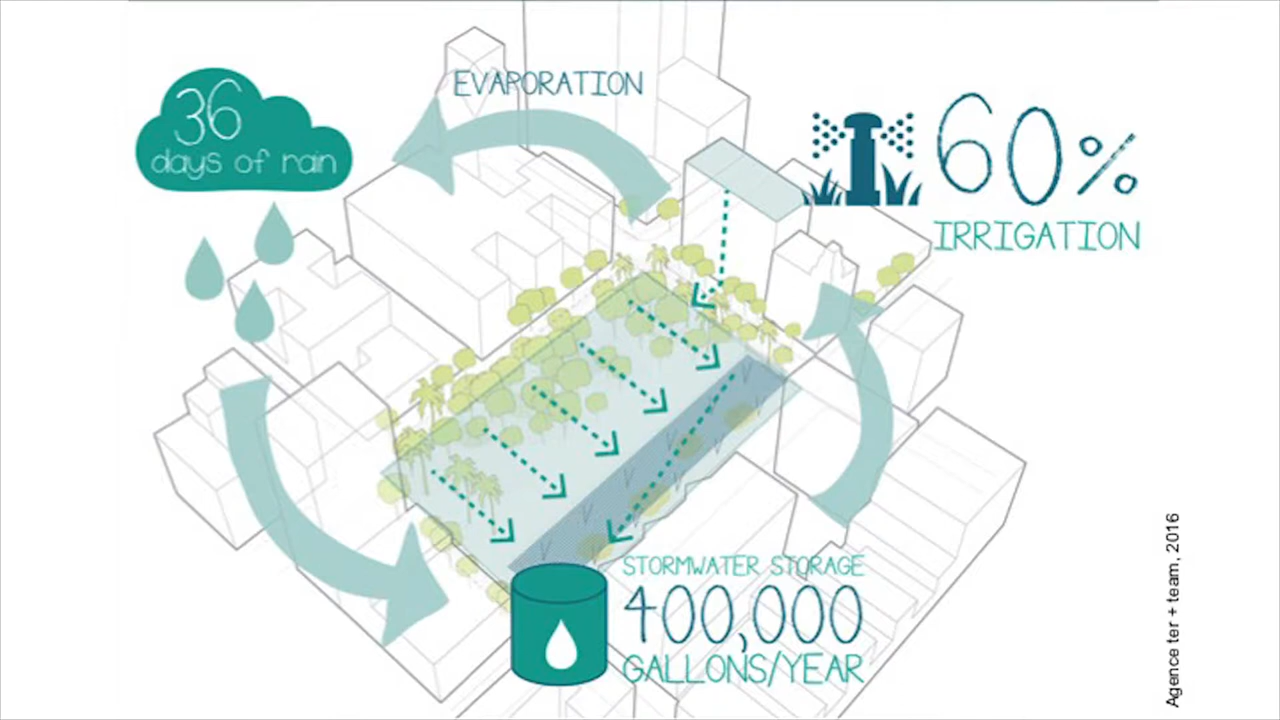 EVAPORATION
36
days of rain
60%
IRRIGATION
STORMWATER STORAGE
400,000
GALLONS/YEAR
Agence ter + team, 2016